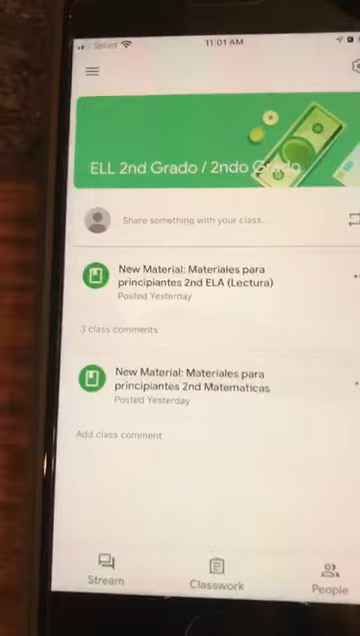 Sprint 11:01 AM
ELL 2nd Grado / 2ndo Grado
Share something with your class...
New Material: Materiales para
principiantes 2nd ELA (Lectura)
Posted Yesterday
3 class comments
New Material: Materiales para
principiantes 2nd Matematicas
Posted Yesterday
Add class comment
Stream Classwork People